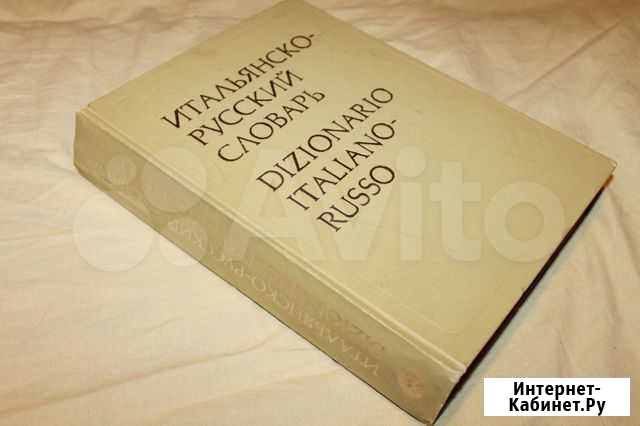 ИТАЛЬЯНСКО-
РУССКИЙ
СЛОВАРЬ
DIZIONARIO
ITALIANO-
RUSSO
Avito
Интернет-
Кабинет.Ру